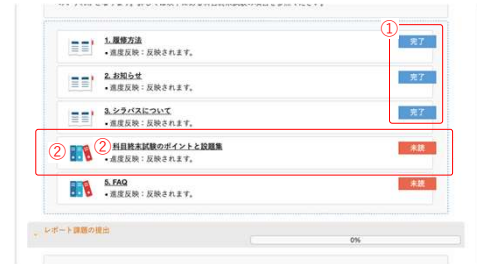 ①
1. 履修方法
完了
• 進度反映：反映されます。
2. お知らせ
完了
• 進度反映：反映されます。
3. シラバスについて
完了
• 進度反映：反映されます。
② ② 科目終末試験のポイントと設題集
未読
• 進度反映：反映されます。
5. FAQ
未読
• 進度反映：反映されます。
レポート課題の提出
0%